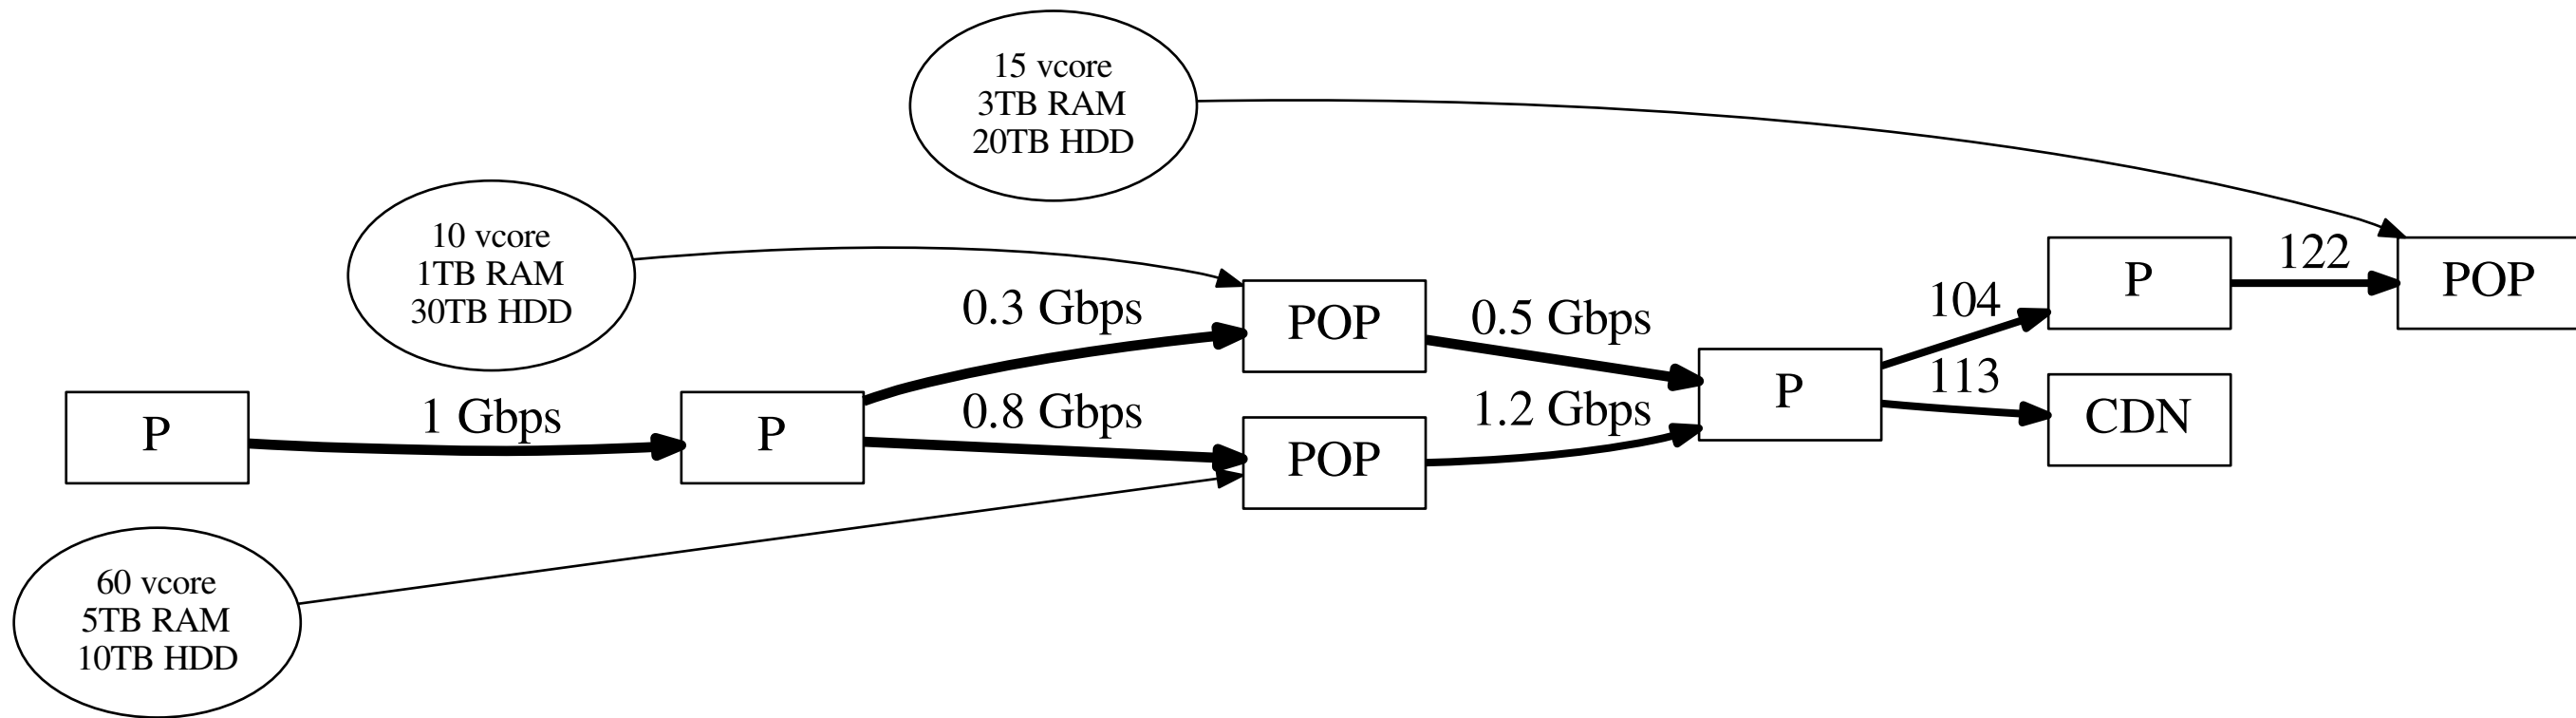 15 vcore
3TB RAM
20TB HDD
10 vcore
1TB RAM
30TB HDD
0.3 Gbps
POP
0.5 Gbps
104
P
122
POP
P
1 Gbps
P
0.8 Gbps
POP
1.2 Gbps
P
113
CDN
60 vcore
5TB RAM
10TB HDD